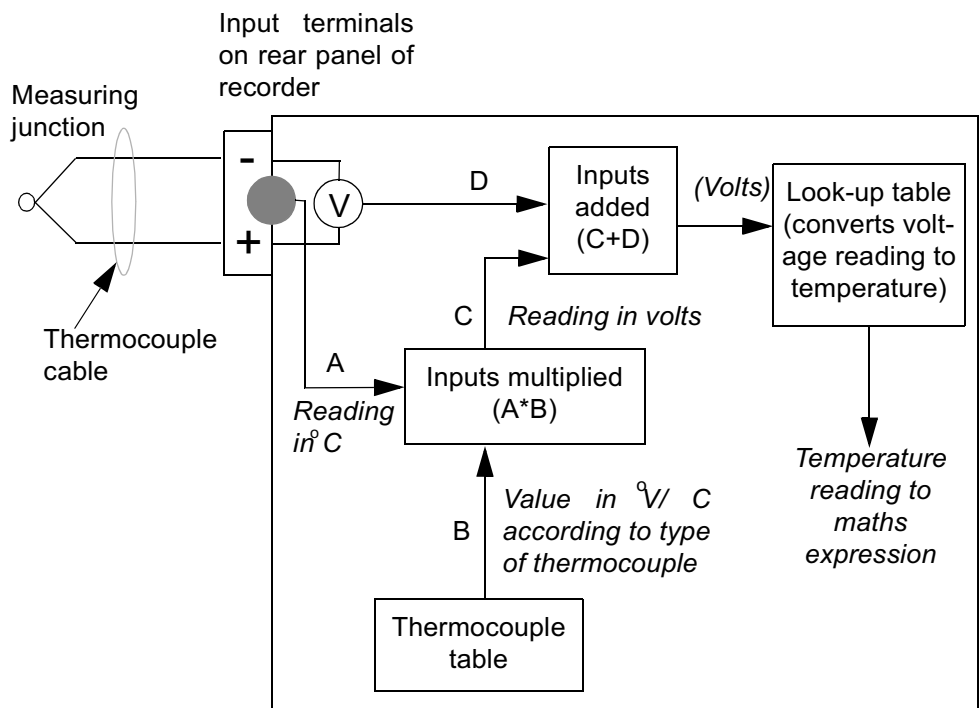 Input terminals
on rear panel of
recorder
Measuring
junction
-
+
V
D
Inputs
added
(C+D)
(Volts)
Look-up table
(converts volt-
age reading to
temperature)
Thermocouple
cable
C
Reading in volts
A
Reading
in° C
Inputs multiplied
(A*B)
Temperature
reading to
maths
expression
B
Value in °V/ C
according to type
of thermocouple
Thermocouple
table